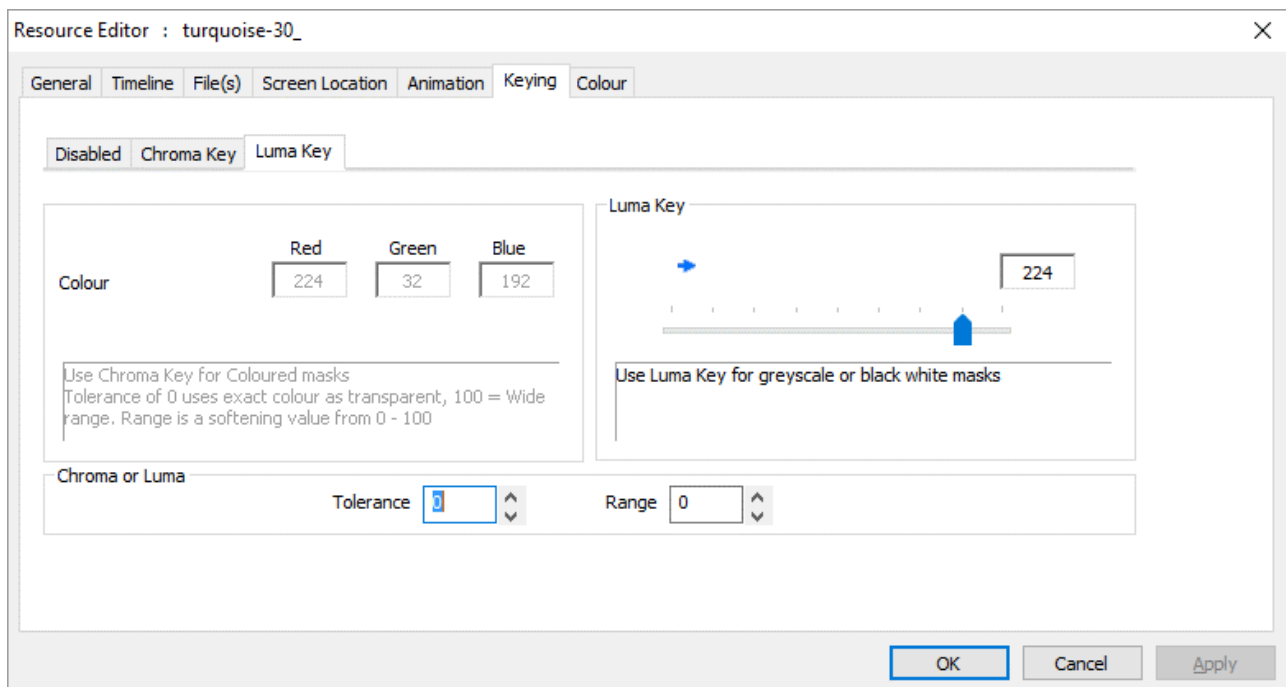 Resource Editor : turquoise-30_
General Timeline File(s) Screen Location Animation Keying Colour
Disabled Chroma Key Luma Key
Luma Key
Red Green Blue
Colour 224 32 192
224
Use Chroma Key for Coloured masks
Tolerance of 0 uses exact colour as transparent, 100 = Wide
range. Range is a softening value from 0 - 100
Use Luma Key for greyscale or black white masks
Chroma or Luma
Tolerance 0 Range 0
OK Cancel Apply